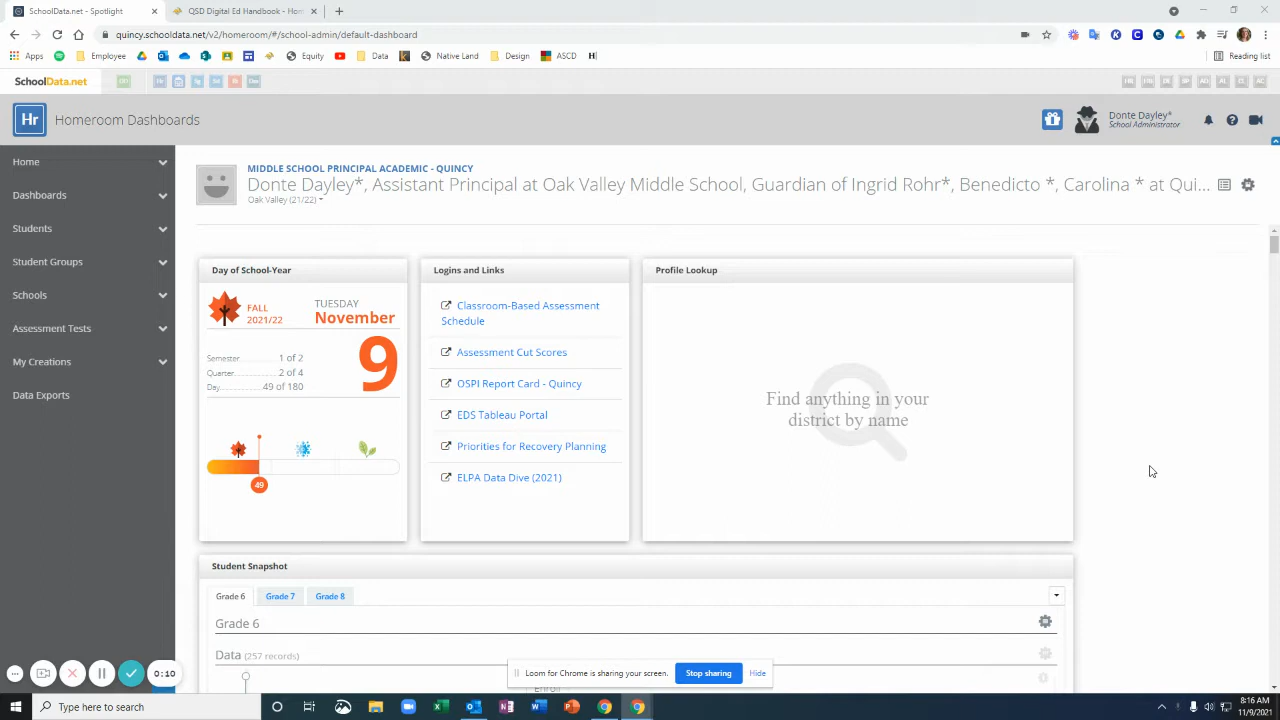 SchoolData.net - Spotlight
QSD Digital Ed Handbook - Hom
quincy.schooldata.net/v2/homeroom/#/school-admin/default-dashboard
Apps
Employee
Equity
Data
Native Land
Design
ASCD
Reading list
SchoolData.net
Hr Homeroom Dashboards
Donte Dayley*
School Administrator
Home
Dashboards
Students
Student Groups
Schools
Assessment Tests
My Creations
Data Exports
MIDDLE SCHOOL PRINCIPAL ACADEMIC - QUINCY
Donte Dayley*, Assistant Principal at Oak Valley Middle School, Guardian of Ingrid Rohr*, Benedicto *, Carolina * at Qui...
Oak Valley (21/22)
Day of School-Year
FALL
2021/22
TUESDAY
November
9
Semester 1 of 2
Quarter 2 of 4
Day 49 of 180
49
Logins and Links
Classroom-Based Assessment
Schedule
Assessment Cut Scores
OSPI Report Card - Quincy
EDS Tableau Portal
Priorities for Recovery Planning
ELPA Data Dive (2021)
Profile Lookup
Find anything in your
district by name
Student Snapshot
Grade 6 Grade 7 Grade 8
Grade 6
Data (257 records)
Loom for Chrome is sharing your screen. Stop sharing Hide
0:10
Type here to search
8:16 AM
11/9/2021